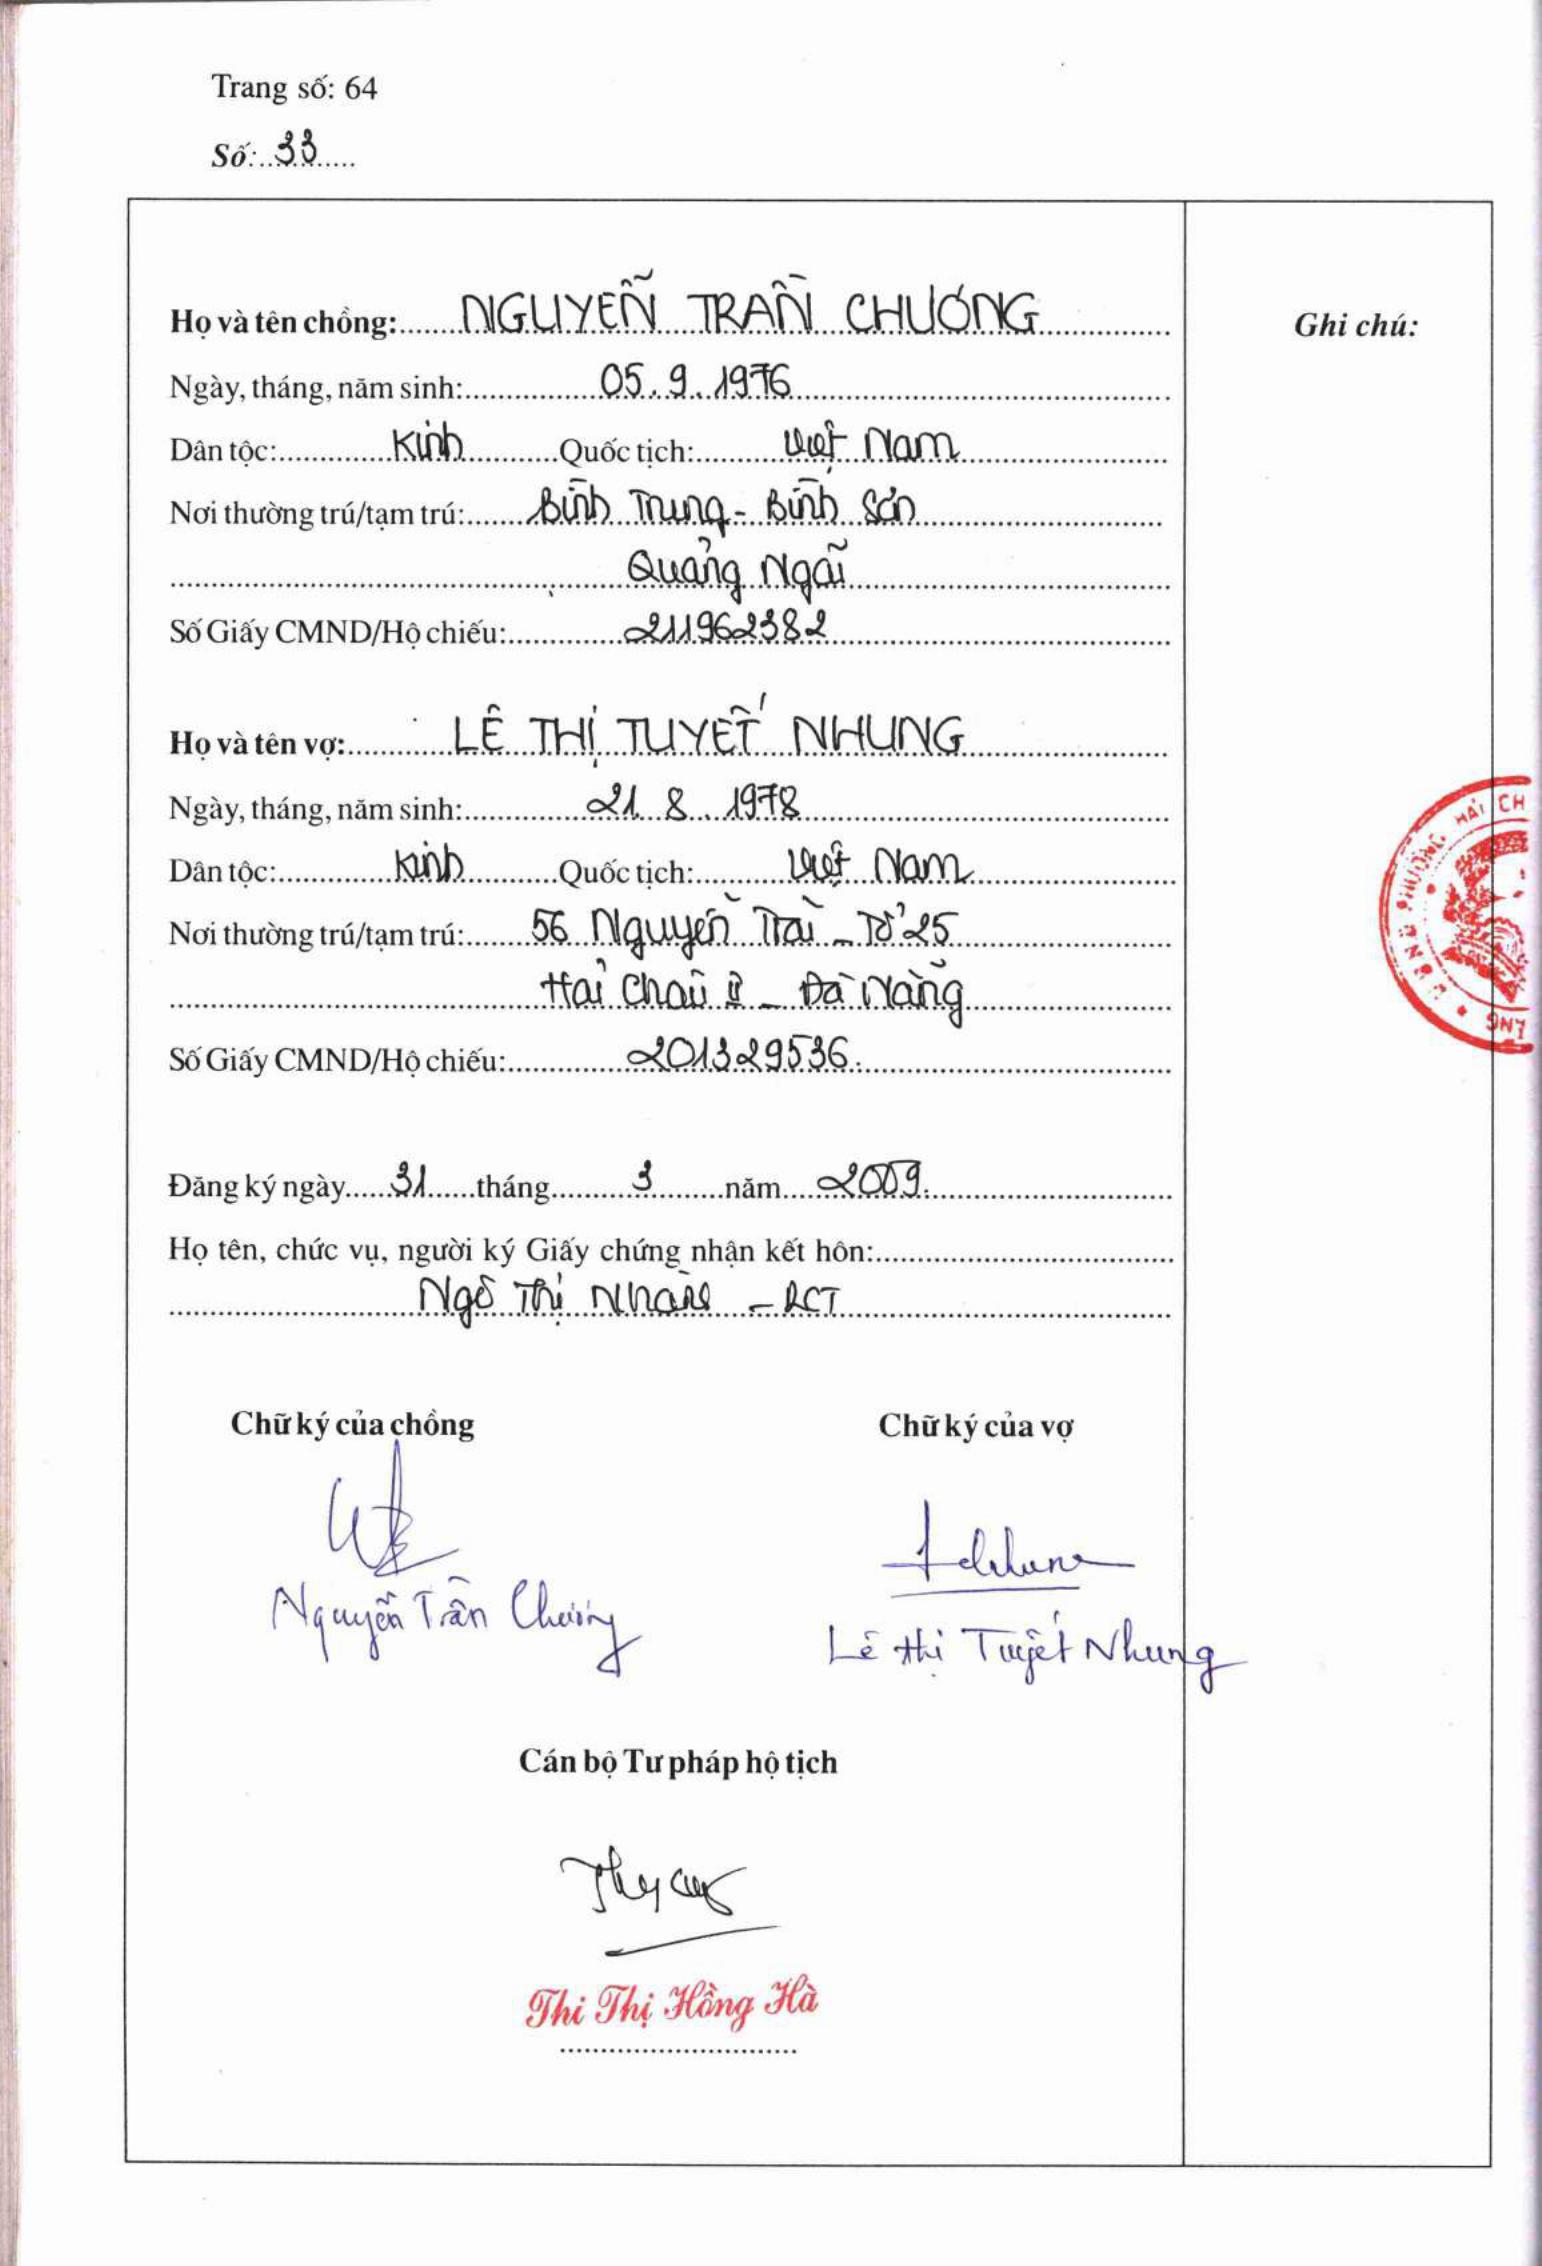 Trang số: 64
Số: 33
Họ và tên chồng: NGUYỄN TRẦN CHƯƠNG
Ghi chú:
Ngày, tháng, năm sinh: 05.9.1976
Dân tộc: Kinh Quốc tịch: Việt Nam
Nơi thường trú/tạm trú: Bình Trung - Bình Sơn
Quảng Ngãi
Số Giấy CMND/Hộ chiếu: 211962382
Họ và tên vợ: LÊ THỊ TUYẾT NHUNG
Ngày, tháng, năm sinh: 21.8.1978
Dân tộc: Kinh Quốc tịch: Việt Nam
Nơi thường trú/tạm trú: 56 Nguyễn Trãi - Tổ 25
Hải Châu II - Đà Nẵng
Số Giấy CMND/Hộ chiếu: 201329536.
Đăng ký ngày 31 tháng 3 năm 2009.
Họ tên, chức vụ, người ký Giấy chứng nhận kết hôn:
Ngô Thị Nhàn - PCT
Chữ ký của chồng Chữ ký của vợ
Nguyễn Trần Chương
Lê Thị Tuyết Nhung
Cán bộ Tư pháp hộ tịch
Thi Thị Hồng Hà
PHƯỜNG HẢI CH